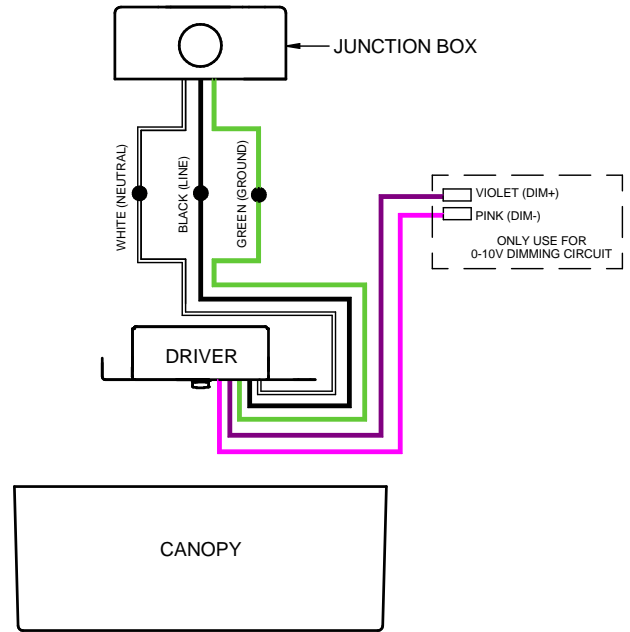 JUNCTION BOX
WHITE (NEUTRAL)
BLACK (LINE)
GREEN (GROUND)
VIOLET (DIM+)
PINK (DIM-)
ONLY USE FOR
0-10V DIMMING CIRCUIT
DRIVER
CANOPY